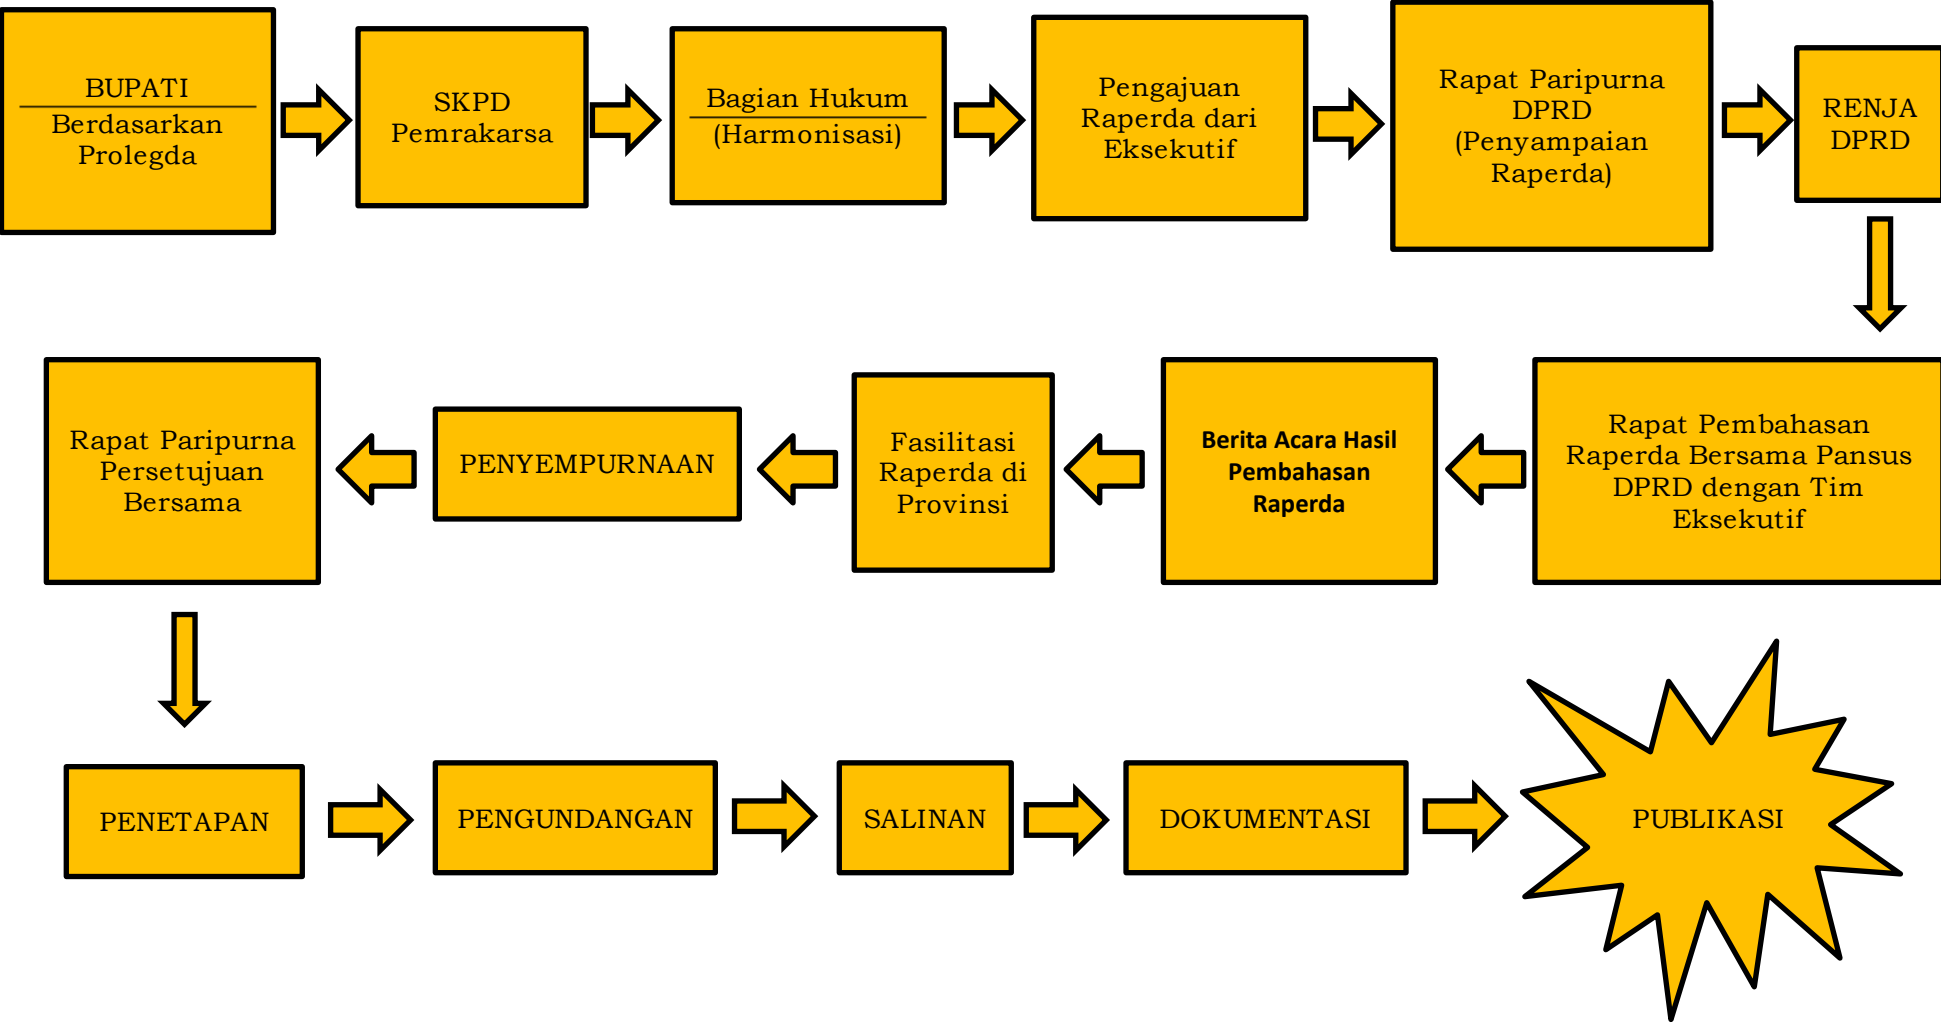 BUPATI
Berdasarkan
Prolegda
SKPD
Pemrakarsa
Bagian Hukum
(Harmonisasi)
Pengajuan
Raperda dari
Eksekutif
Rapat Paripurna
DPRD
(Penyampaian
Raperda)
RENJA
DPRD
Rapat Pembahasan
Raperda Bersama Pansus
DPRD dengan Tim
Eksekutif
Berita Acara Hasil
Pembahasan
Raperda
Fasilitasi
Raperda di
Provinsi
PENYEMPURNAAN
Rapat Paripurna
Persetujuan
Bersama
PENETAPAN
PENGUNDANGAN
SALINAN
DOKUMENTASI
PUBLIKASI